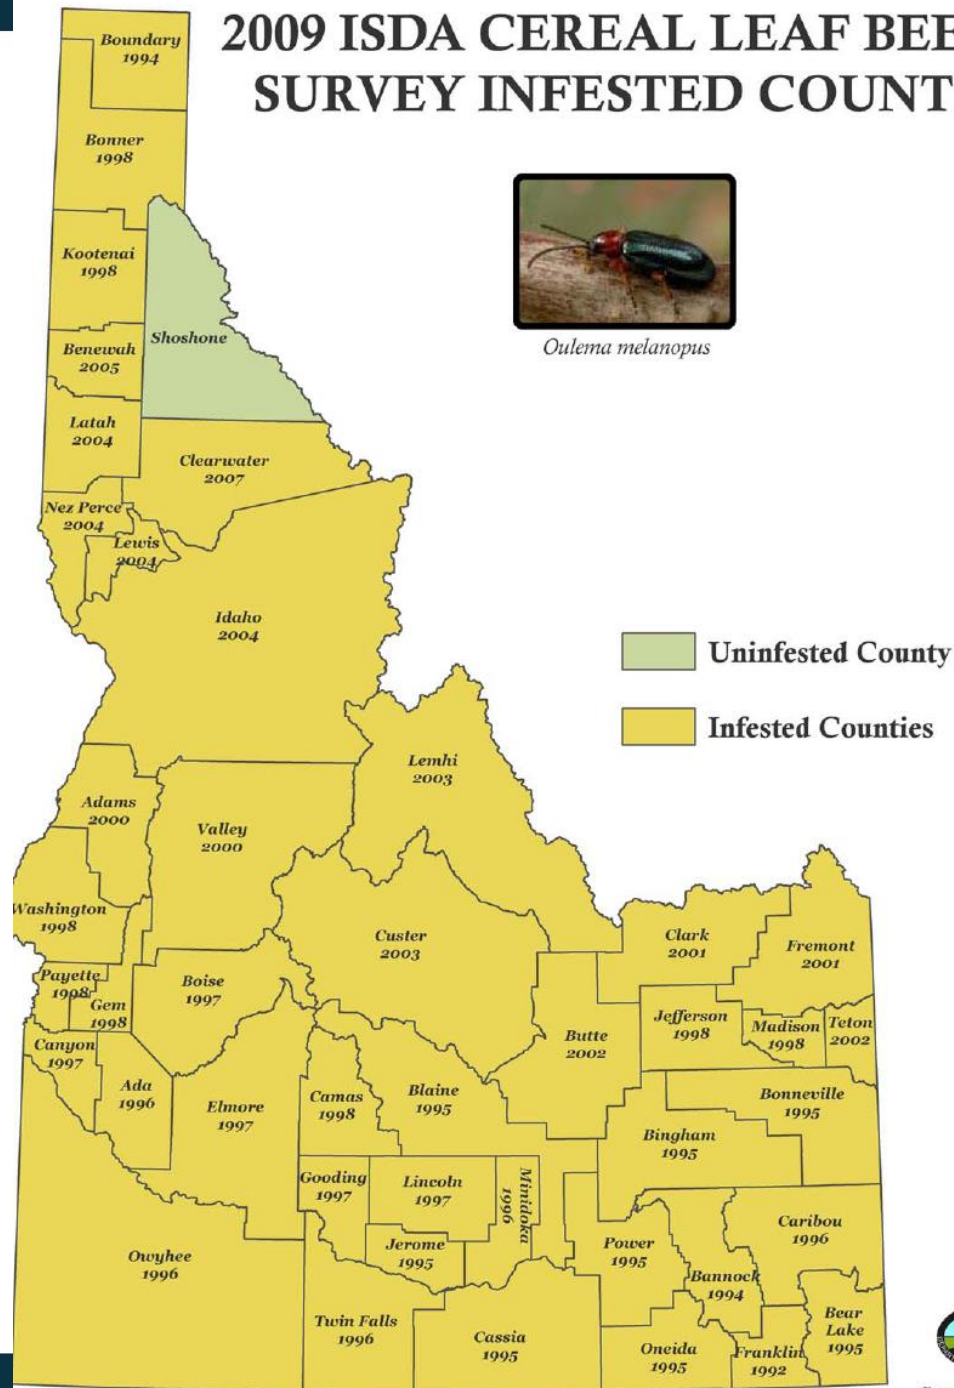 2009 ISDA CEREAL LEAF BEE
SURVEY INFESTED COUNT
Boundary
1994
Bonner
1998
Kootenai
1998
Shoshone
Oulema melanopus
Benewah
2005
Latah
2004
Clearwater
2007
Nez Perce
2004
Lewis
2004
Idaho
2004
Uninfested County
Infested Counties
Lemhi
2003
Adams
2000
Valley
2000
Washington
1998
Custer
2003
Clark
2001
Fremont
2001
Payette
1998
Gem
1998
Boise
1997
Butte
2002
Jefferson
1998
Madison
1998
Teton
2002
Canyon
1997
Ada
1996
Elmore
1997
Camas
1998
Blaine
1995
Bonneville
1995
Bingham
1995
Gooding
1997
Lincoln
1997
Minidoka
1996
Jerome
1995
Power
1995
Caribou
1996
Owyhee
1996
Bannock
1994
Twin Falls
1996
Cassia
1995
Oneida
1995
Franklin
1992
Bear
Lake
1995